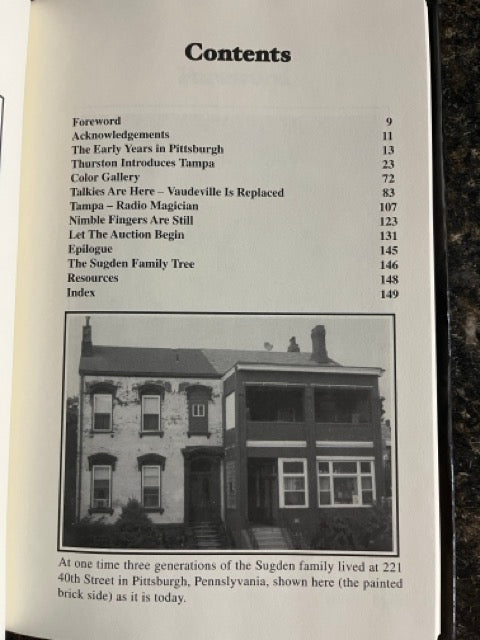 Contents
Foreword 9
Acknowledgements 11
The Early Years in Pittsburgh 13
Thurston Introduces Tampa 23
Color Gallery 72
Talkies Are Here – Vaudeville Is Replaced 83
Tampa – Radio Magician 107
Nimble Fingers Are Still 123
Let The Auction Begin 131
Epilogue 145
The Sugden Family Tree 146
Resources 148
Index 149
At one time three generations of the Sugden family lived at 221
40th Street in Pittsburgh, Pennslyvania, shown here (the painted
brick side) as it is today.